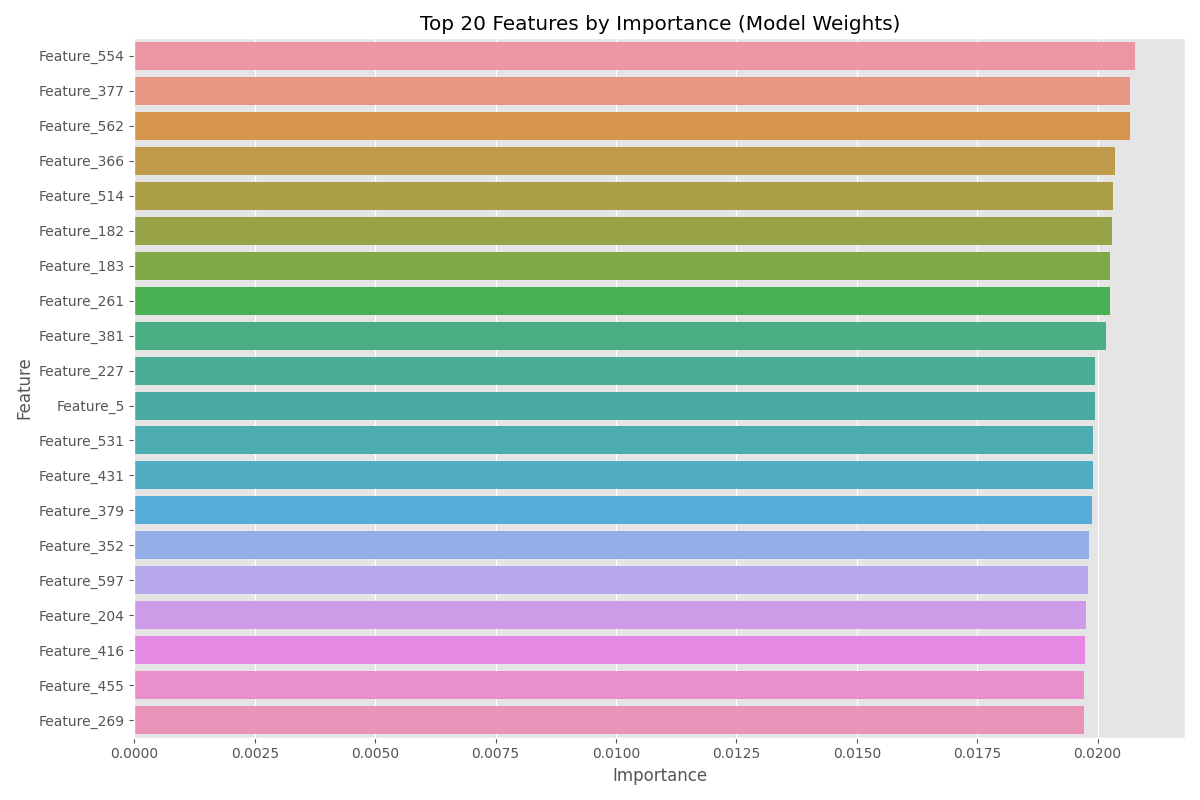 Top 20 Features by Importance (Model Weights)
Feature_554
Feature_377
Feature_562
Feature_366
Feature_514
Feature_182
Feature_183
Feature_261
Feature_381
Feature_227
Feature_5
Feature_531
Feature_431
Feature_379
Feature_352
Feature_597
Feature_204
Feature_416
Feature_455
Feature_269
Feature
0.0000 0.0025 0.0050 0.0075 0.0100 0.0125 0.0150 0.0175 0.0200
Importance